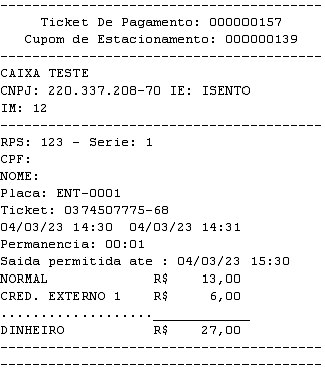 --------------------------------------
Ticket De Pagamento: 000000157
Cupom de Estacionamento: 000000139
--------------------------------------
CAIXA TESTE
CNPJ: 220.337.208-70 IE: ISENTO
IM: 12
--------------------------------------
RPS: 123 - Serie: 1
CPF:
NOME:
Placa: ENT-0001
Ticket: 0374507775-68
04/03/23 14:30  04/03/23 14:31
Permanencia: 00:01
Saida permitida ate : 04/03/23 15:30
NORMAL R$ 13,00
CRED. EXTERNO 1 R$ 6,00
...................____________
DINHEIRO R$ 27,00
--------------------------------------
--------------------------------------